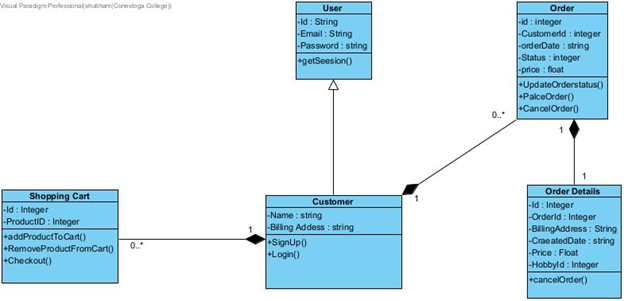 Visual Paradigm Professional(shubham(Conestoga College))
User
-Id : String
-Email : String
-Password : string
+getSeesion()
Order
-id : integer
-CustomerId : integer
-orderDate : string
-Status : integer
-price : float
+UpdateOrderstatus()
+PalceOrder()
+CancelOrder()
0..*
1
1
1
Shopping Cart
-Id : Integer
-ProductID : Integer
+addProductToCart()
+RemoveProductFromCart()
+Checkout()
0..*
1
Customer
-Name : string
-Billing Addess : string
+SignUp()
+Login()
Order Details
-Id : Integer
-OrderId : Integer
-BillingAddress : String
-CraeatedDate : string
-Price : Float
-HobbyId : Integer
+cancelOrder()